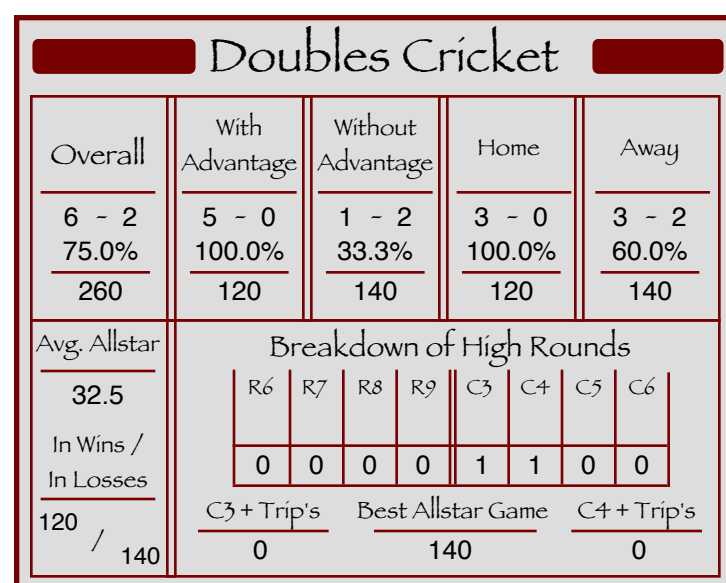 Doubles Cricket
Overall
With
Advantage
Without
Advantage
Home
Away
6 ~ 2
5 ~ 0
1 ~ 2
3 ~ 0
3 ~ 2
75.0%
100.0%
33.3%
100.0%
60.0%
260
120
140
120
140
Avg. Allstar
32.5
In Wins /
In Losses
120
/
140
Breakdown of High Rounds
R6 R7 R8 R9 C3 C4 C5 C6
0 0 0 0 1 1 0 0
C3 + Trip's
Best Allstar Game
C4 + Trip's
0
140
0